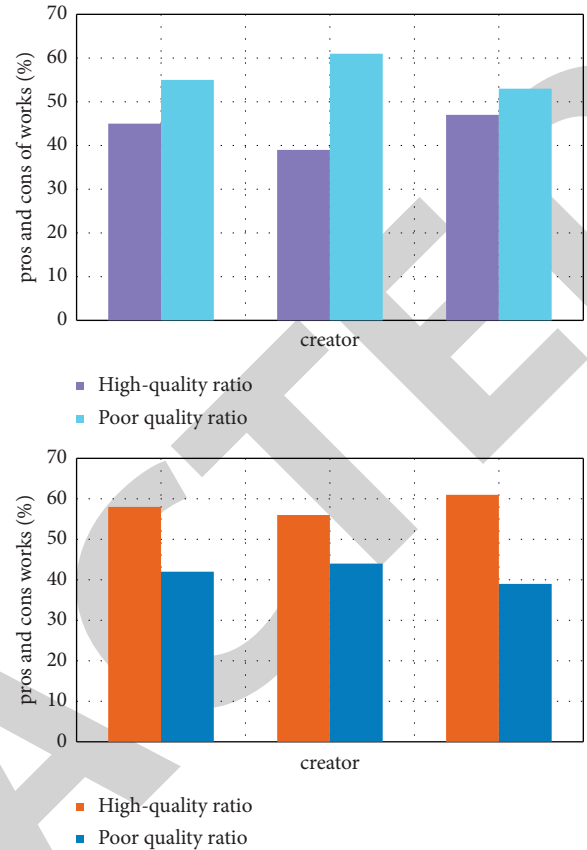 70
60
50
40
30
20
10
0
pros and cons of works (%)
creator
High-quality ratio
Poor quality ratio
70
60
50
40
30
20
10
0
pros and cons works (%)
creator
High-quality ratio
Poor quality ratio